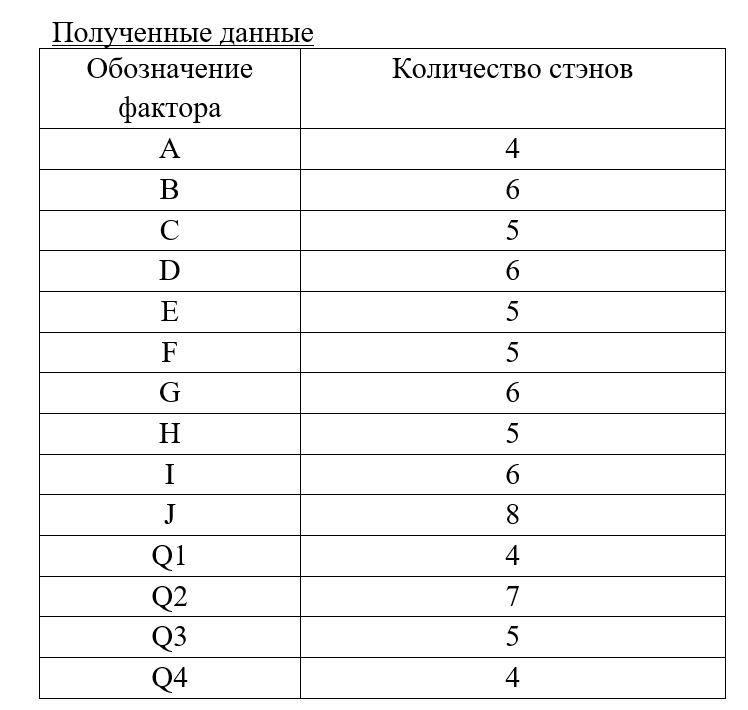 Полученные данные
Обозначение Количество стэнов
фактора
A 4
B 6
C 5
D 6
E 5
F 5
G 6
H 5
I 6
J 8
Q1 4
Q2 7
Q3 5
Q4 4